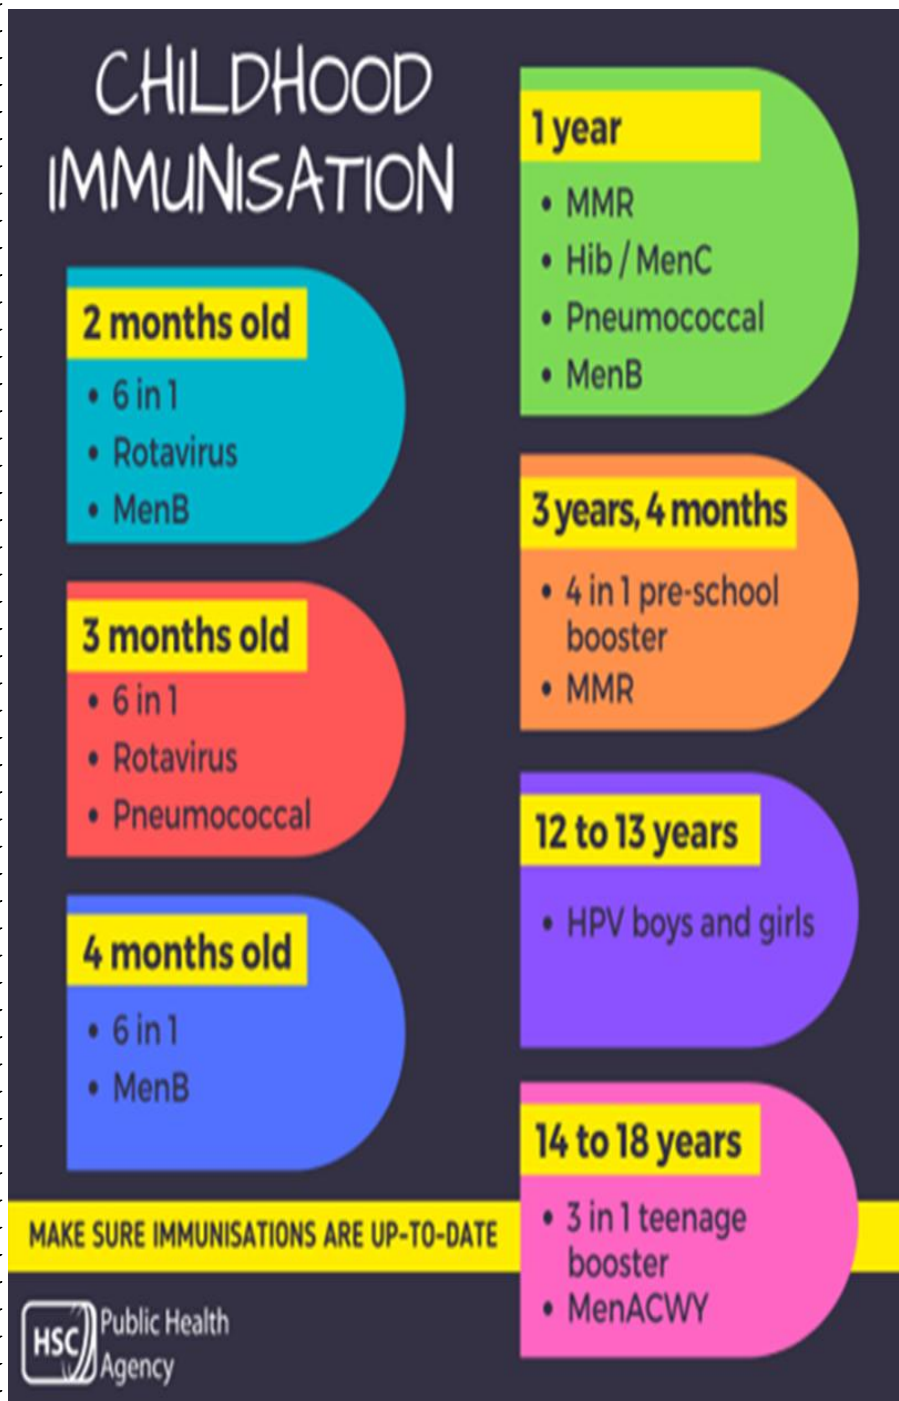 CHILDHOOD
IMMUNISATION
2 months old
• 6 in 1
• Rotavirus
• MenB
3 months old
• 6 in 1
• Rotavirus
• Pneumococcal
4 months old
• 6 in 1
• MenB
1 year
• MMR
• Hib / MenC
• Pneumococcal
• MenB
3 years, 4 months
• 4 in 1 pre-school
booster
• MMR
12 to 13 years
• HPV boys and girls
14 to 18 years
• 3 in 1 teenage
booster
• MenACWY
MAKE SURE IMMUNISATIONS ARE UP-TO-DATE
HSC Public Health
Agency